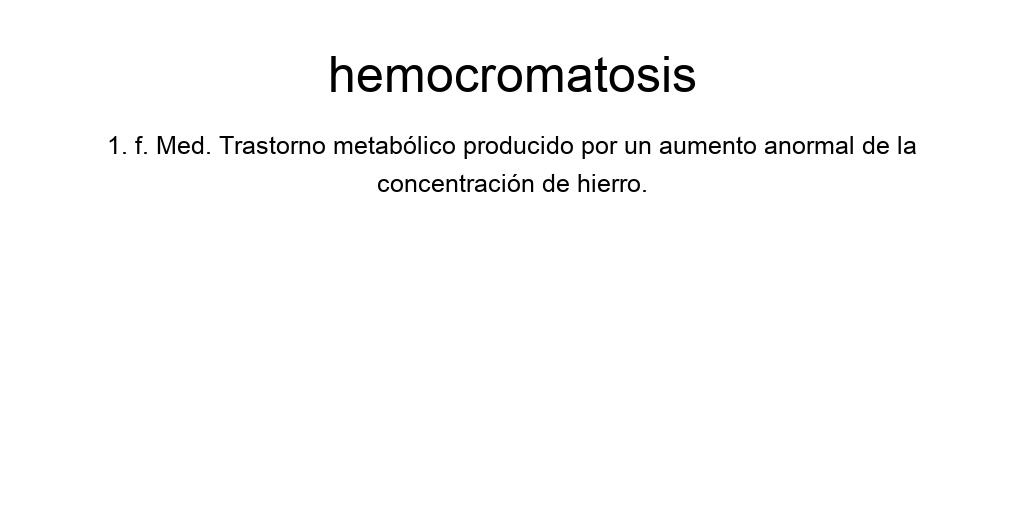 hemocromatosis
1. f. Med. Trastorno metabólico producido por un aumento anormal de la
concentración de hierro.